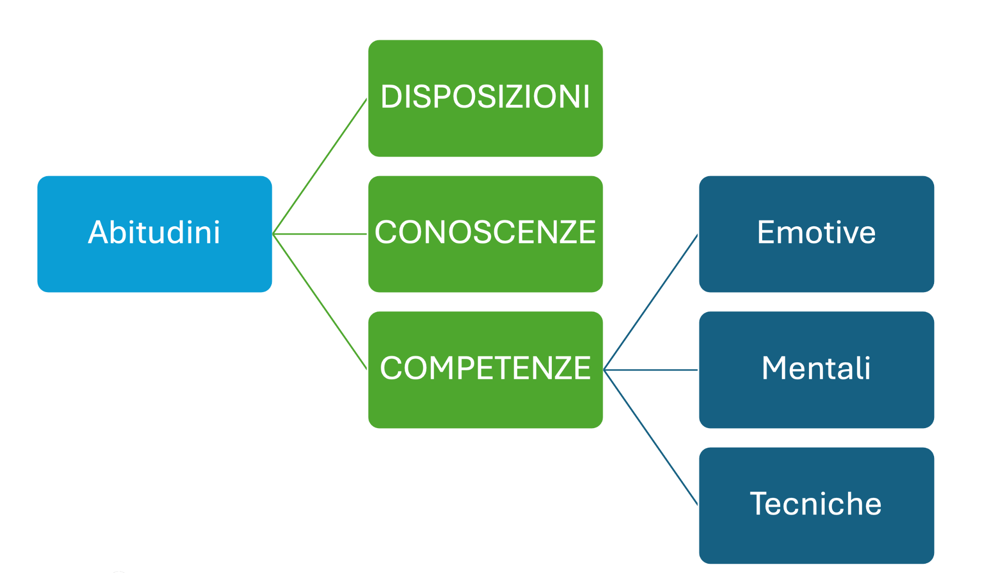 Abitudini
DISPOSIZIONI
CONOSCENZE
COMPETENZE
Emotive
Mentali
Tecniche